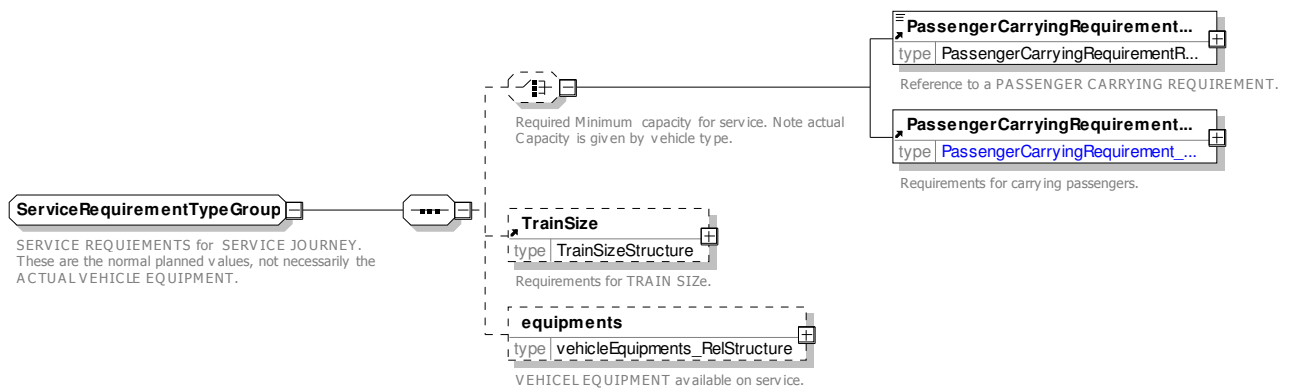 PassengerCarryingRequirement...
type PassengerCarryingRequirementR...
Reference to a PASSENGER CARRYING REQUIREMENT.
Required Minimum capacity for service. Note actual
Capacity is given by vehicle type.
PassengerCarryingRequirement...
type PassengerCarryingRequirement_...
Requirements for carrying passengers.
ServiceRequirementTypeGroup
SERVICE REQUIEMENTS for SERVICE JOURNEY.
These are the normal planned values, not necessarily the
ACTUAL VEHICLE EQUIPMENT.
TrainSize
type TrainSizeStructure
Requirements for TRAIN SIZe.
equipments
type vehicleEquipments_RelStructure
VEHICEL EQUIPMENT available on service.